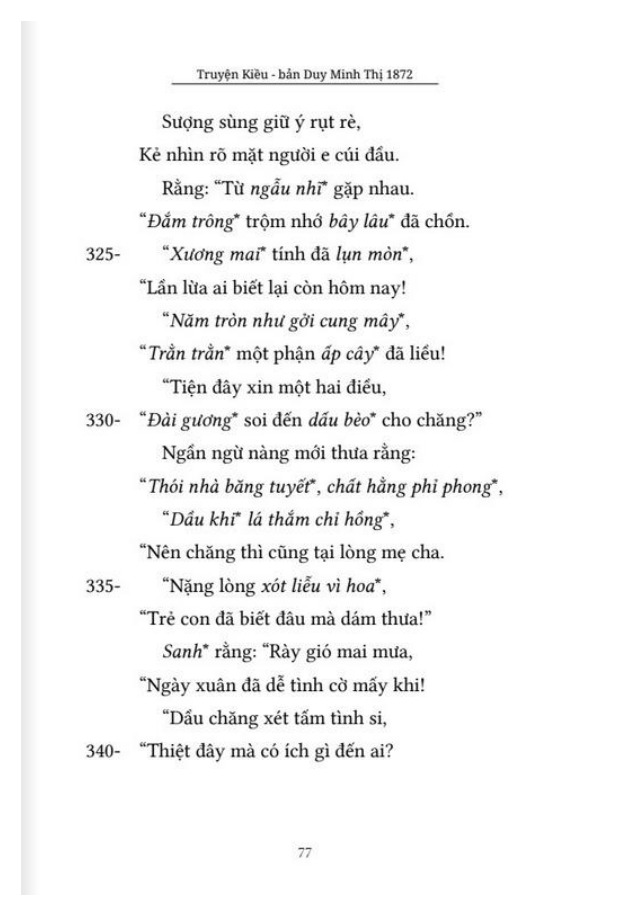 Truyện Kiều - bản Duy Minh Thị 1872
Sượng sùng giữ ý rụt rè,
Kẻ nhìn rõ mặt người e cúi đầu.
Rằng: “Từ ngẫu nhĩ* gặp nhau.
“Đắm trông* trộm nhớ bây lâu* đã chồn.
325- “Xương mai* tính đã lụn mòn*,
“Lần lừa ai biết lại còn hôm nay!
“Năm tròn như gởi cung mây*,
“Trằn trằn* một phận ấp cây* đã liều!
“Tiện đây xin một hai điều,
330- “Đài gương* soi đến dấu bèo* cho chăng?”
Ngần ngừ nàng mới thưa rằng:
“Thói nhà băng tuyết*, chất hằng phỉ phong*,
“Dầu khi* lá thắm chỉ hồng*,
“Nên chăng thì cũng tại lòng mẹ cha.
335- “Nặng lòng xót liễu vì hoa*,
“Trẻ con đã biết đâu mà dám thưa!”
Sanh* rằng: “Rày gió mai mưa,
“Ngày xuân đã dễ tình cờ mấy khi!
“Dầu chăng xét tấm tình si,
340- “Thiệt đây mà có ích gì đến ai?
77